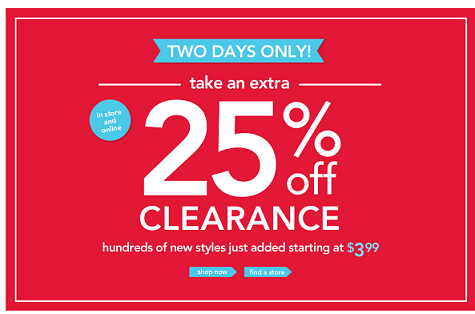 TWO DAYS ONLY!
take an extra
in store
and
online
25% off
CLEARANCE
hundreds of new styles just added starting at $3.99
shop now
find a store